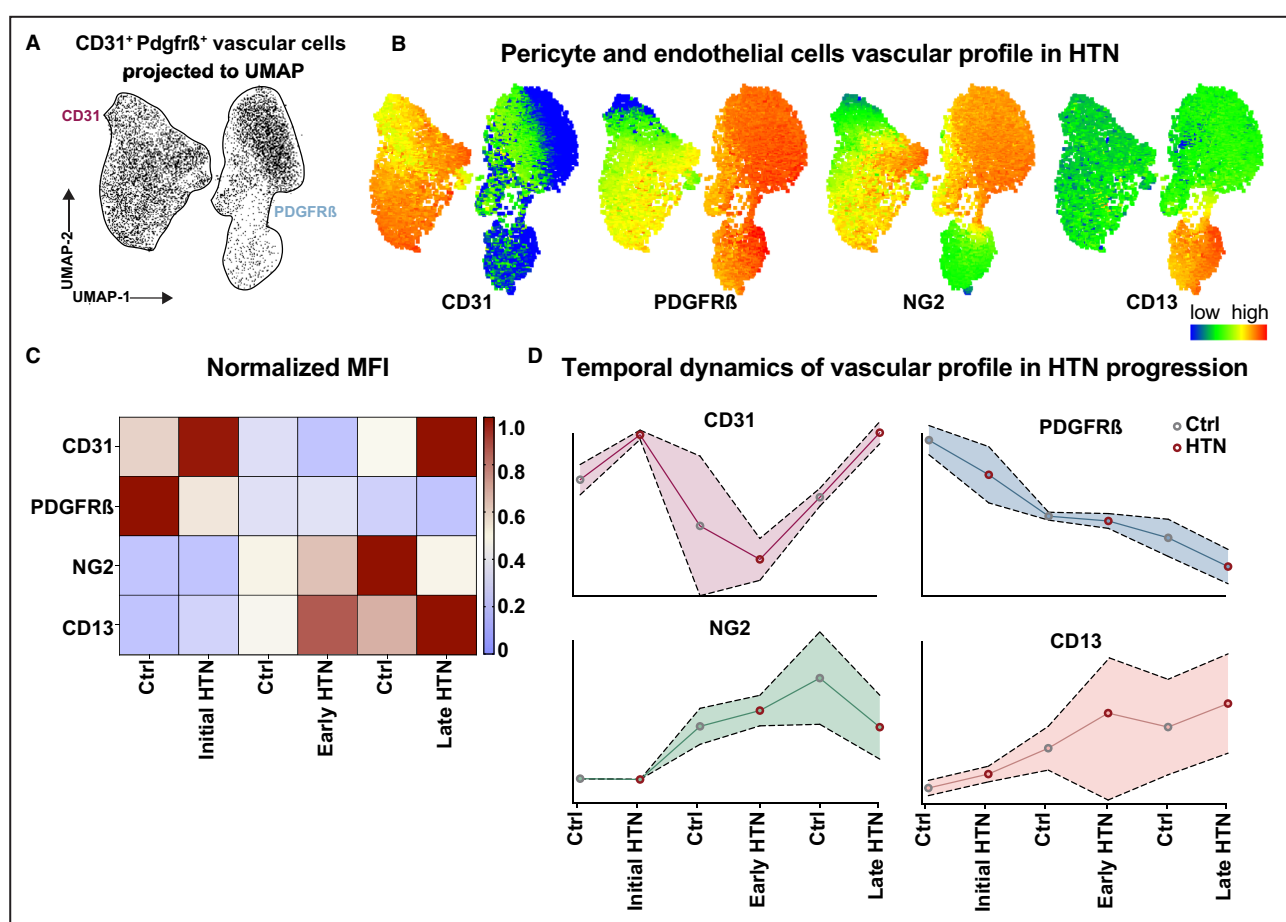 A
CD31+ Pdgfrß+ vascular cells
projected to UMAP
CD31
PDGFRß
UMAP-2
UMAP-1
B
Pericyte and endothelial cells vascular profile in HTN
CD31
PDGFRß
NG2
CD13
low high
C
Normalized MFI
CD31
PDGFRß
NG2
CD13
1.0
0.8
0.6
0.4
0.2
0
Ctrl
Initial HTN
Ctrl
Early HTN
Ctrl
Late HTN
D
Temporal dynamics of vascular profile in HTN progression
CD31
PDGFRß
Ctrl
HTN
NG2
CD13
Ctrl
Initial HTN
Ctrl
Early HTN
Ctrl
Late HTN
Ctrl
Initial HTN
Ctrl
Early HTN
Ctrl
Late HTN